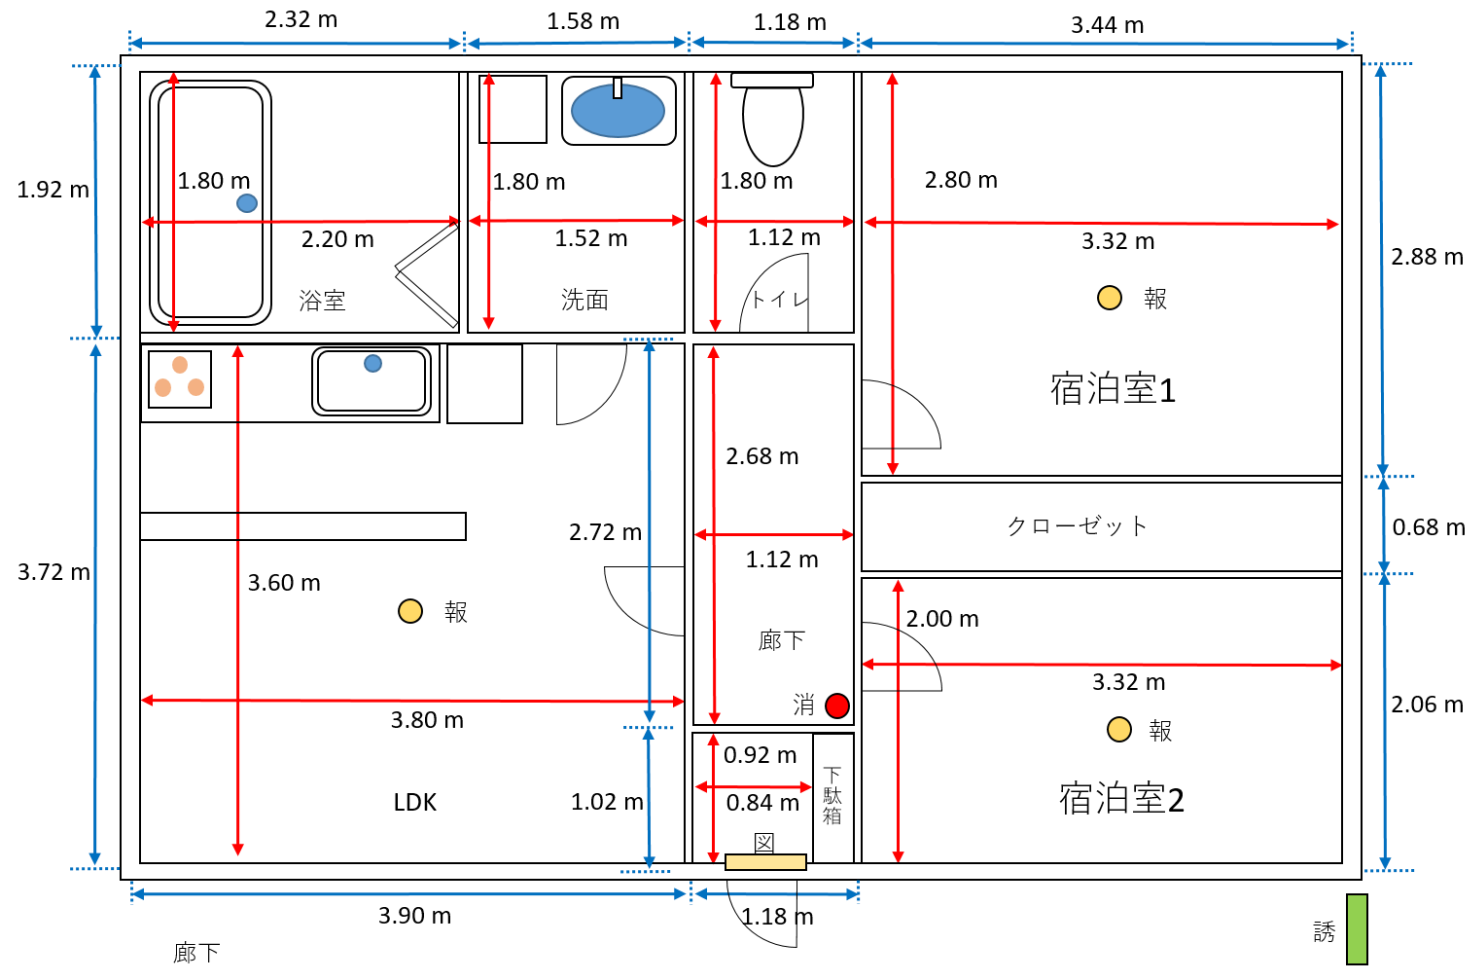 2.32 m
1.58 m
1.18 m
3.44 m
1.92 m
1.80 m
2.20 m
浴室
1.80 m
1.52 m
洗面
1.80 m
1.12 m
トイレ
2.80 m
3.32 m
報
宿泊室1
2.88 m
3.72 m
3.60 m
報
3.80 m
LDK
2.72 m
1.02 m
2.68 m
1.12 m
廊下
消
0.92 m
0.84 m
下駄箱
図
クローゼット
0.68 m
2.00 m
3.32 m
報
宿泊室2
2.06 m
3.90 m
1.18 m
廊下
誘